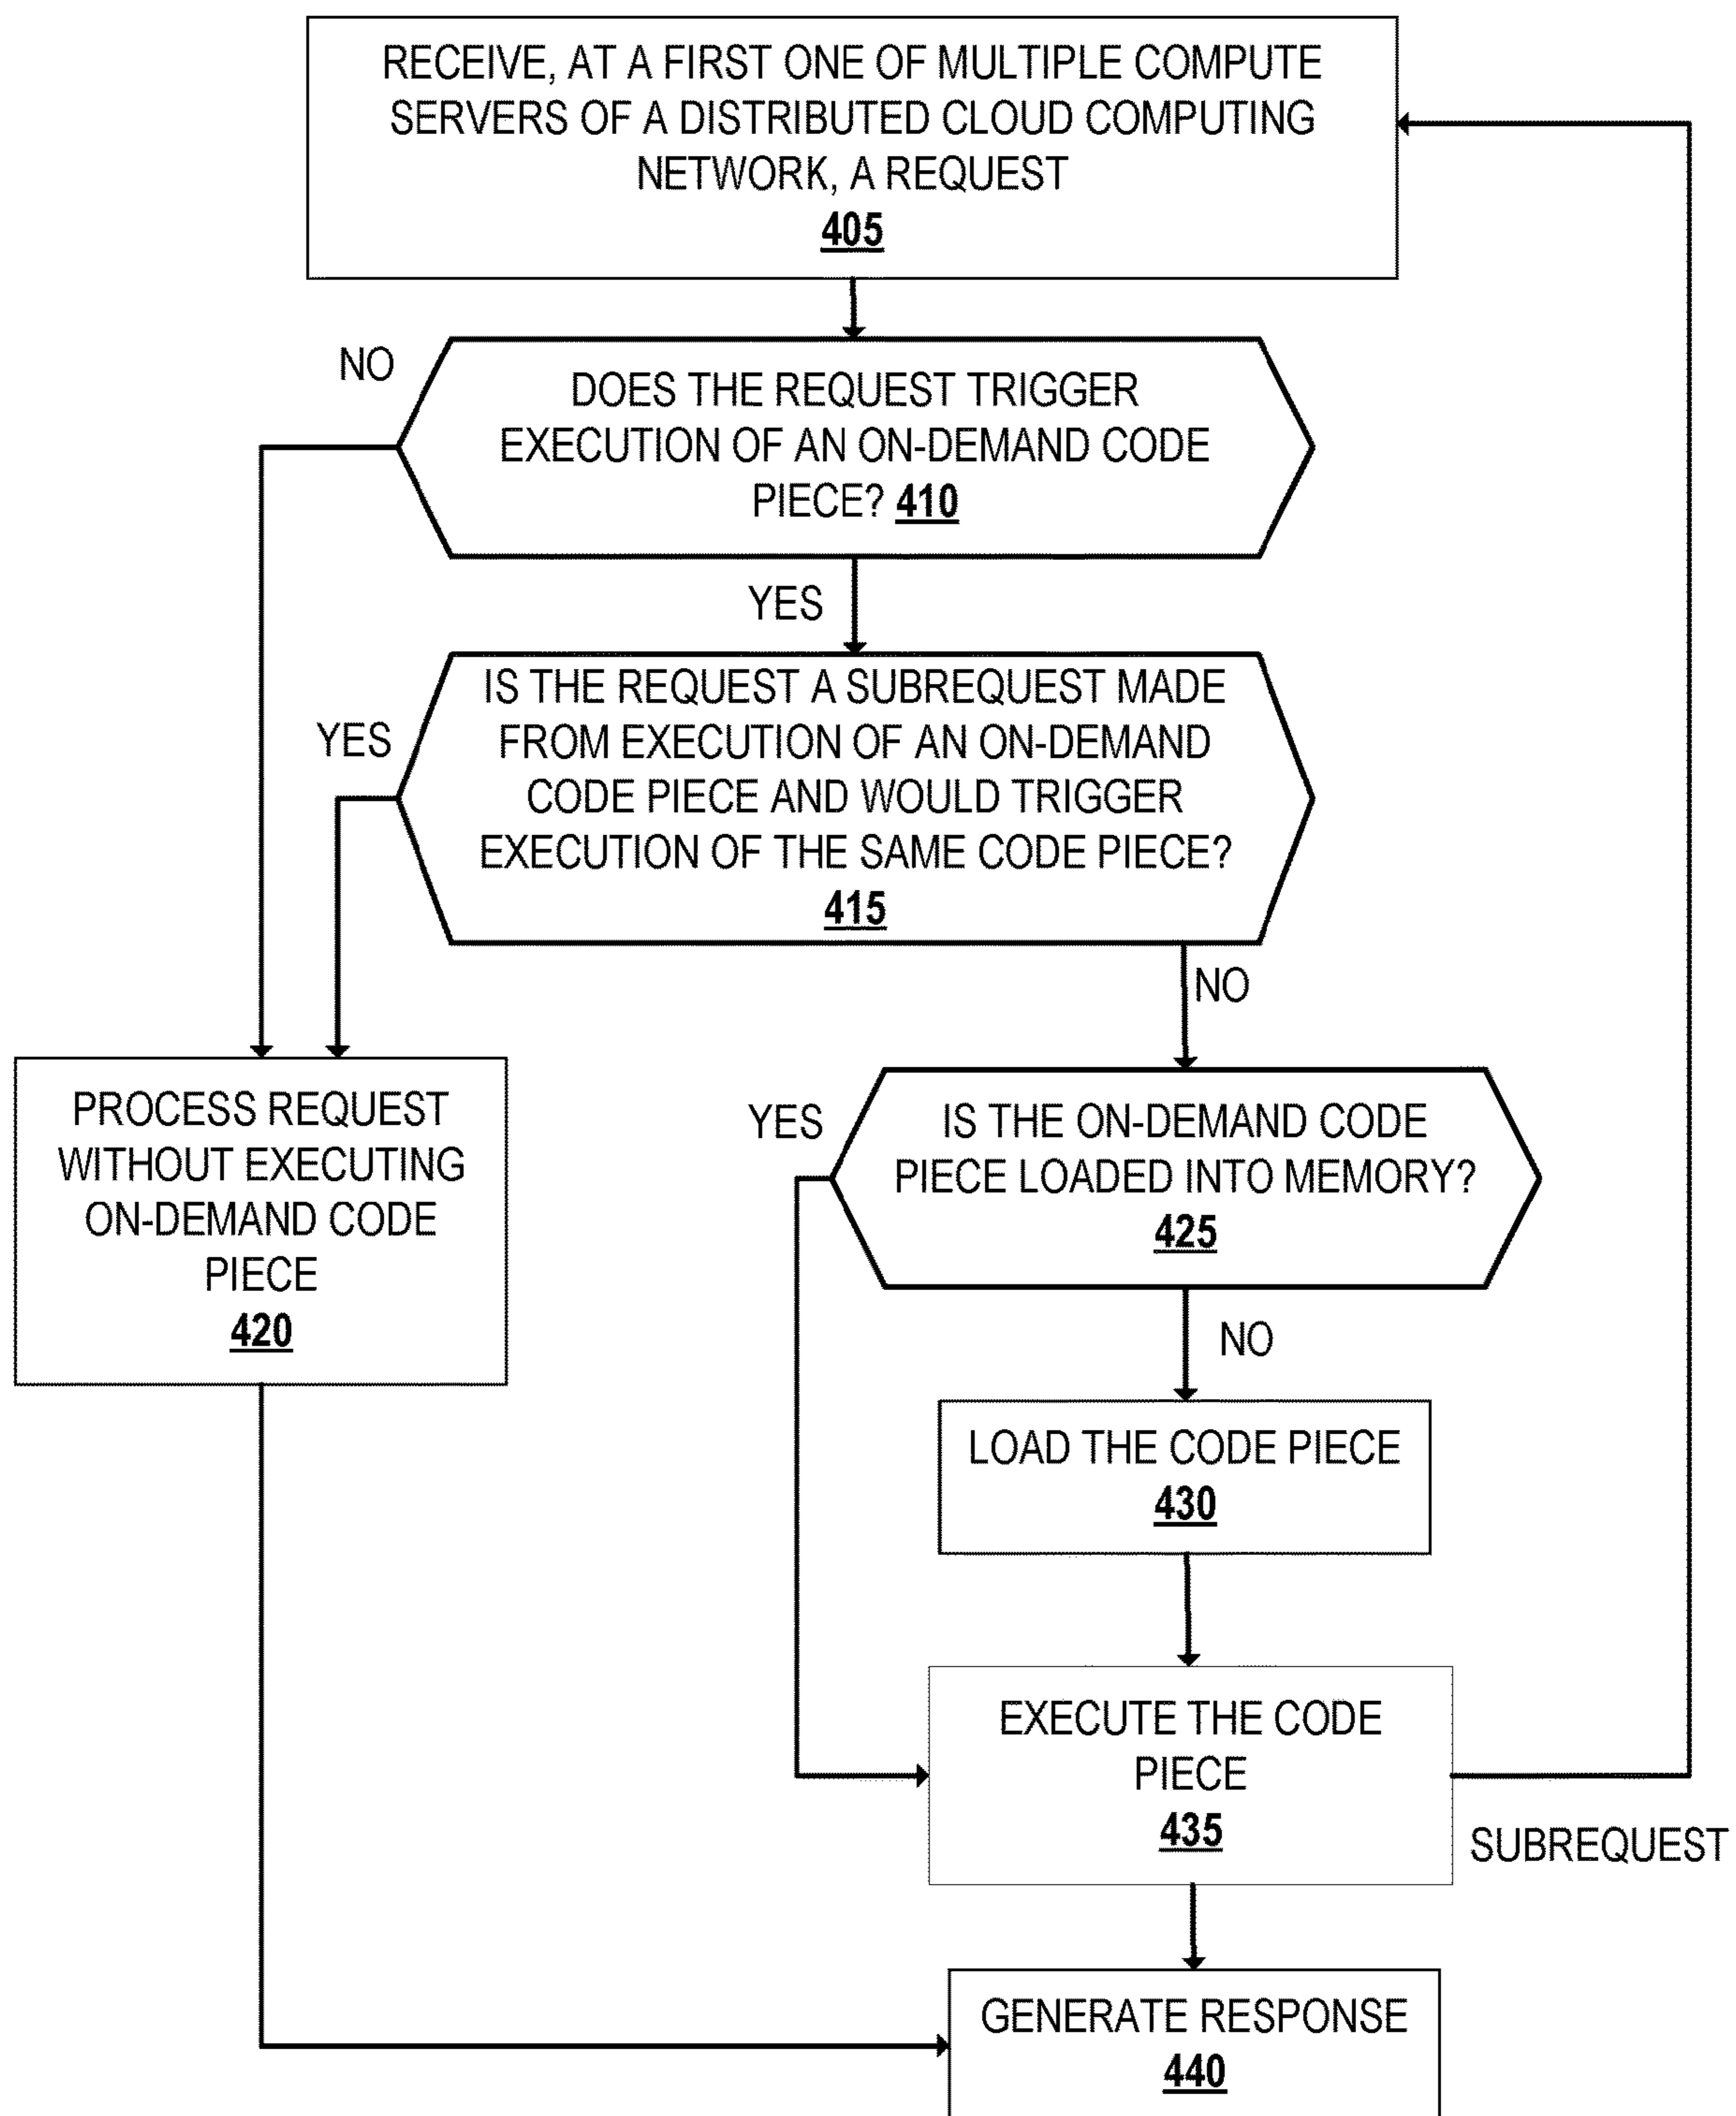 RECEIVE, AT A FIRST ONE OF MULTIPLE COMPUTE
SERVERS OF A DISTRIBUTED CLOUD COMPUTING
NETWORK, A REQUEST
405
NO
DOES THE REQUEST TRIGGER
EXECUTION OF AN ON-DEMAND CODE
PIECE? 410
YES
IS THE REQUEST A SUBREQUEST MADE
FROM EXECUTION OF AN ON-DEMAND
CODE PIECE AND WOULD TRIGGER
EXECUTION OF THE SAME CODE PIECE?
415
YES
NO
PROCESS REQUEST
WITHOUT EXECUTING
ON-DEMAND CODE
PIECE
420
YES
IS THE ON-DEMAND CODE
PIECE LOADED INTO MEMORY?
425
NO
LOAD THE CODE PIECE
430
EXECUTE THE CODE
PIECE
435
SUBREQUEST
GENERATE RESPONSE
440